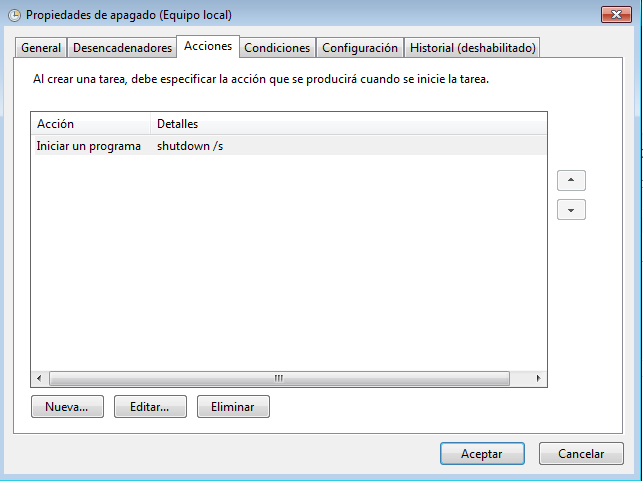 Propiedades de apagado (Equipo local)
General Desencadenadores Acciones Condiciones Configuración Historial (deshabilitado)
Al crear una tarea, debe especificar la acción que se producirá cuando se inicie la tarea.
Acción Detalles
Iniciar un programa shutdown /s
Nueva... Editar... Eliminar
Aceptar Cancelar